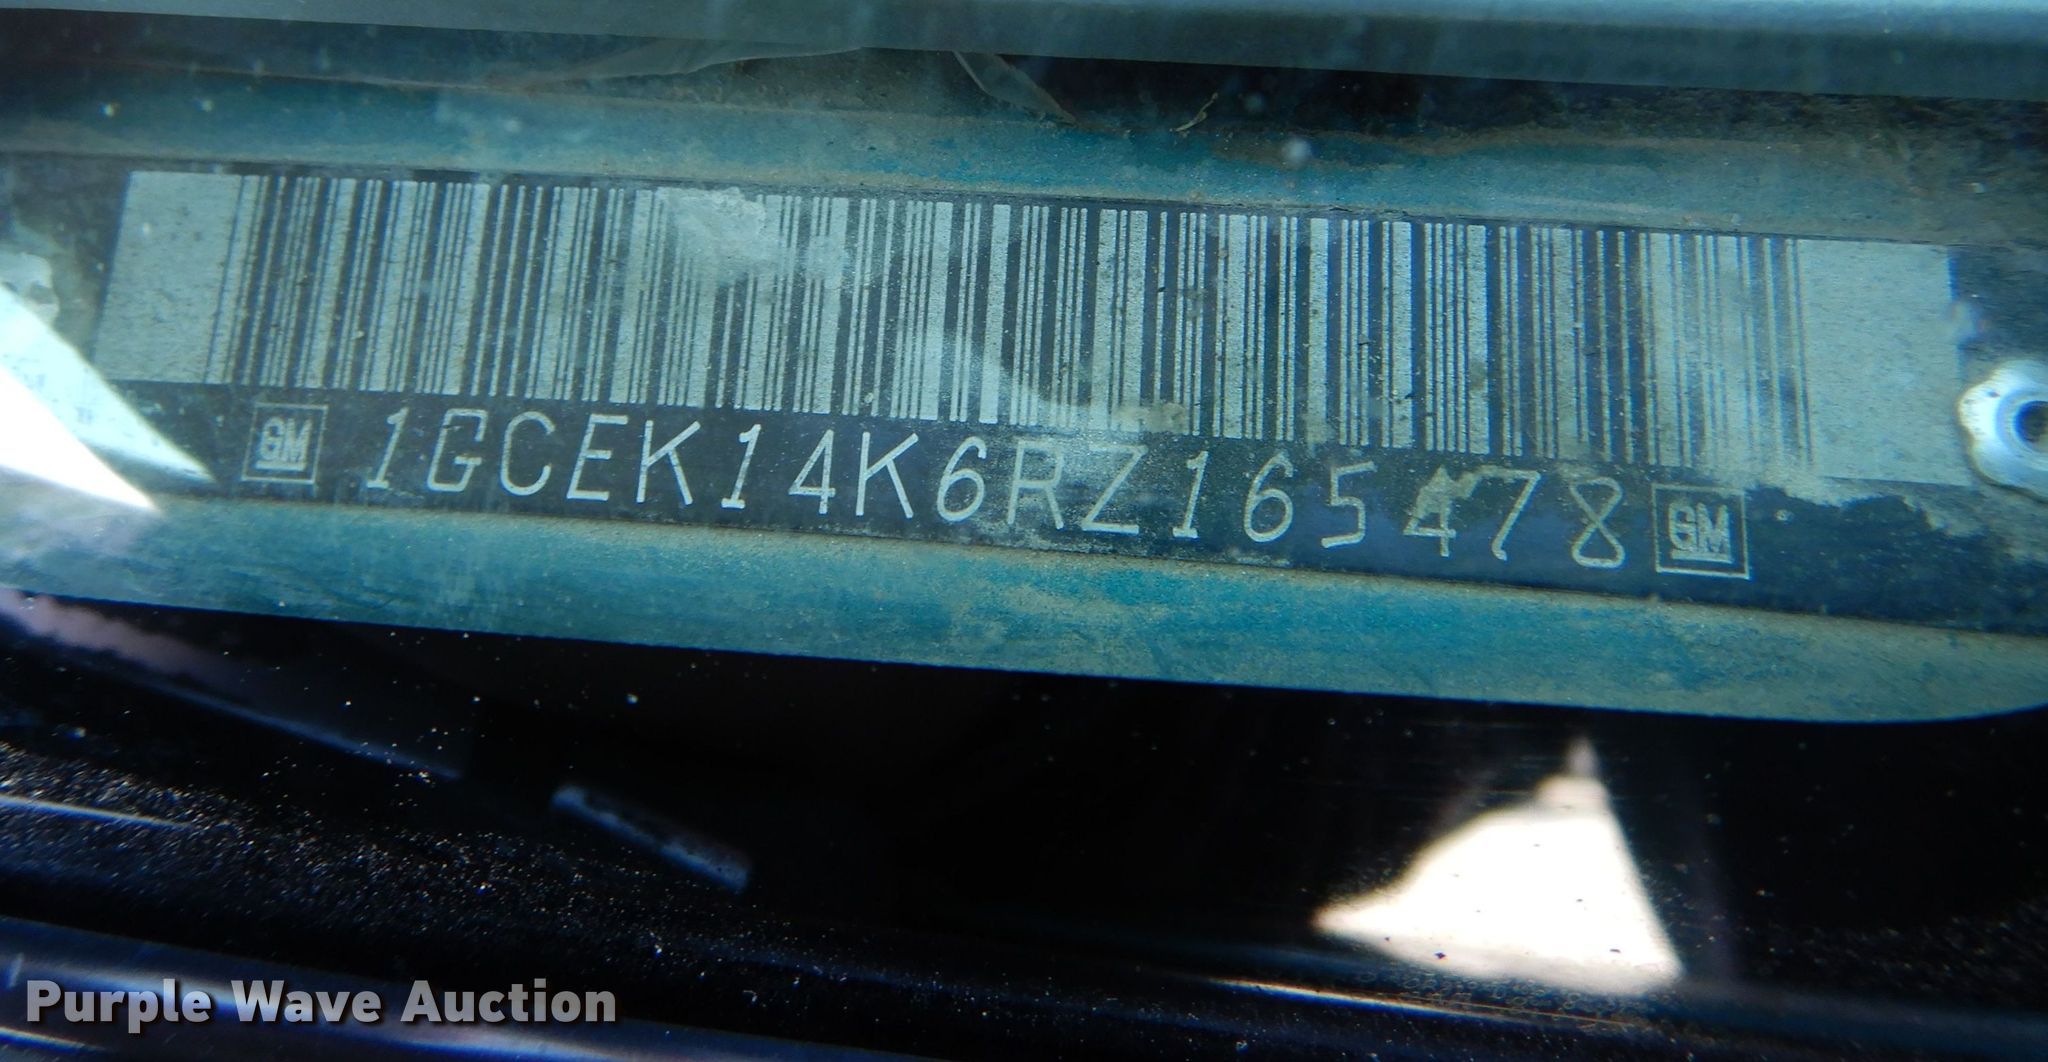 GM 1GCEK14K6RZ165478 GM
Purple Wave Auction